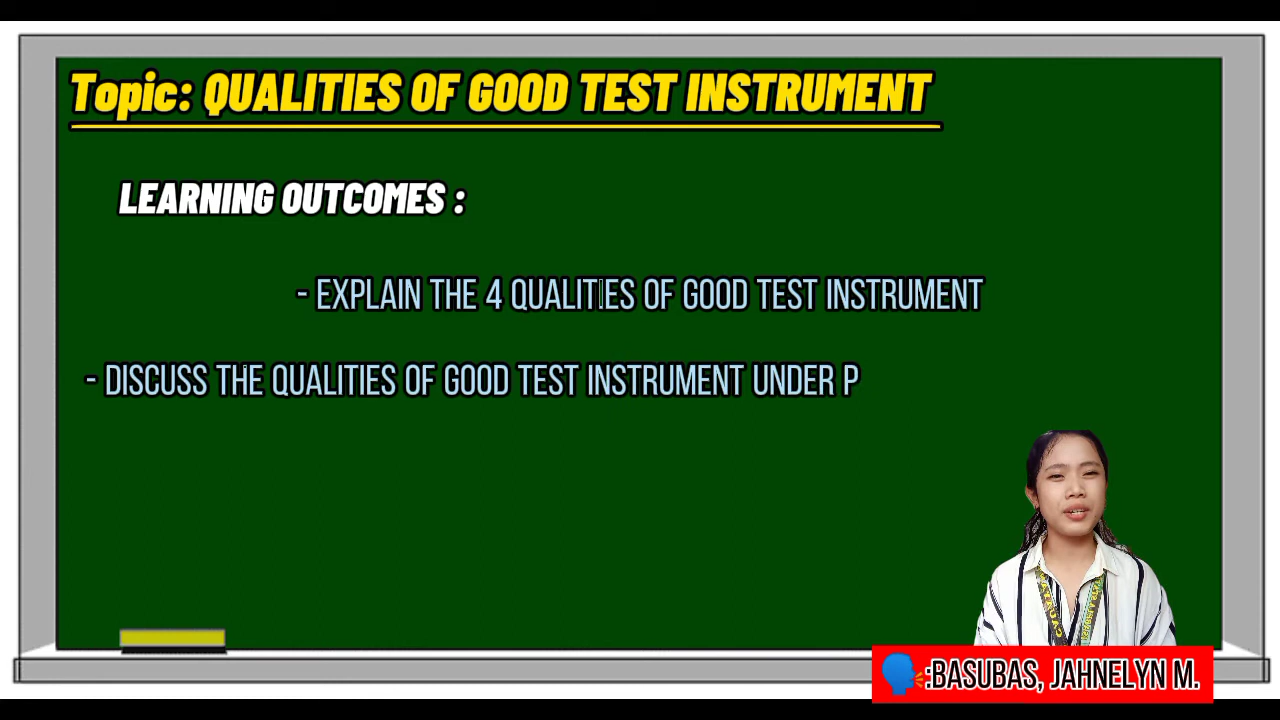 Topic: QUALITIES OF GOOD TEST INSTRUMENT
LEARNING OUTCOMES :
- EXPLAIN THE 4 QUALITIES OF GOOD TEST INSTRUMENT
- DISCUSS THE QUALITIES OF GOOD TEST INSTRUMENT UNDER P
:BASUBAS, JAHNELYN M.